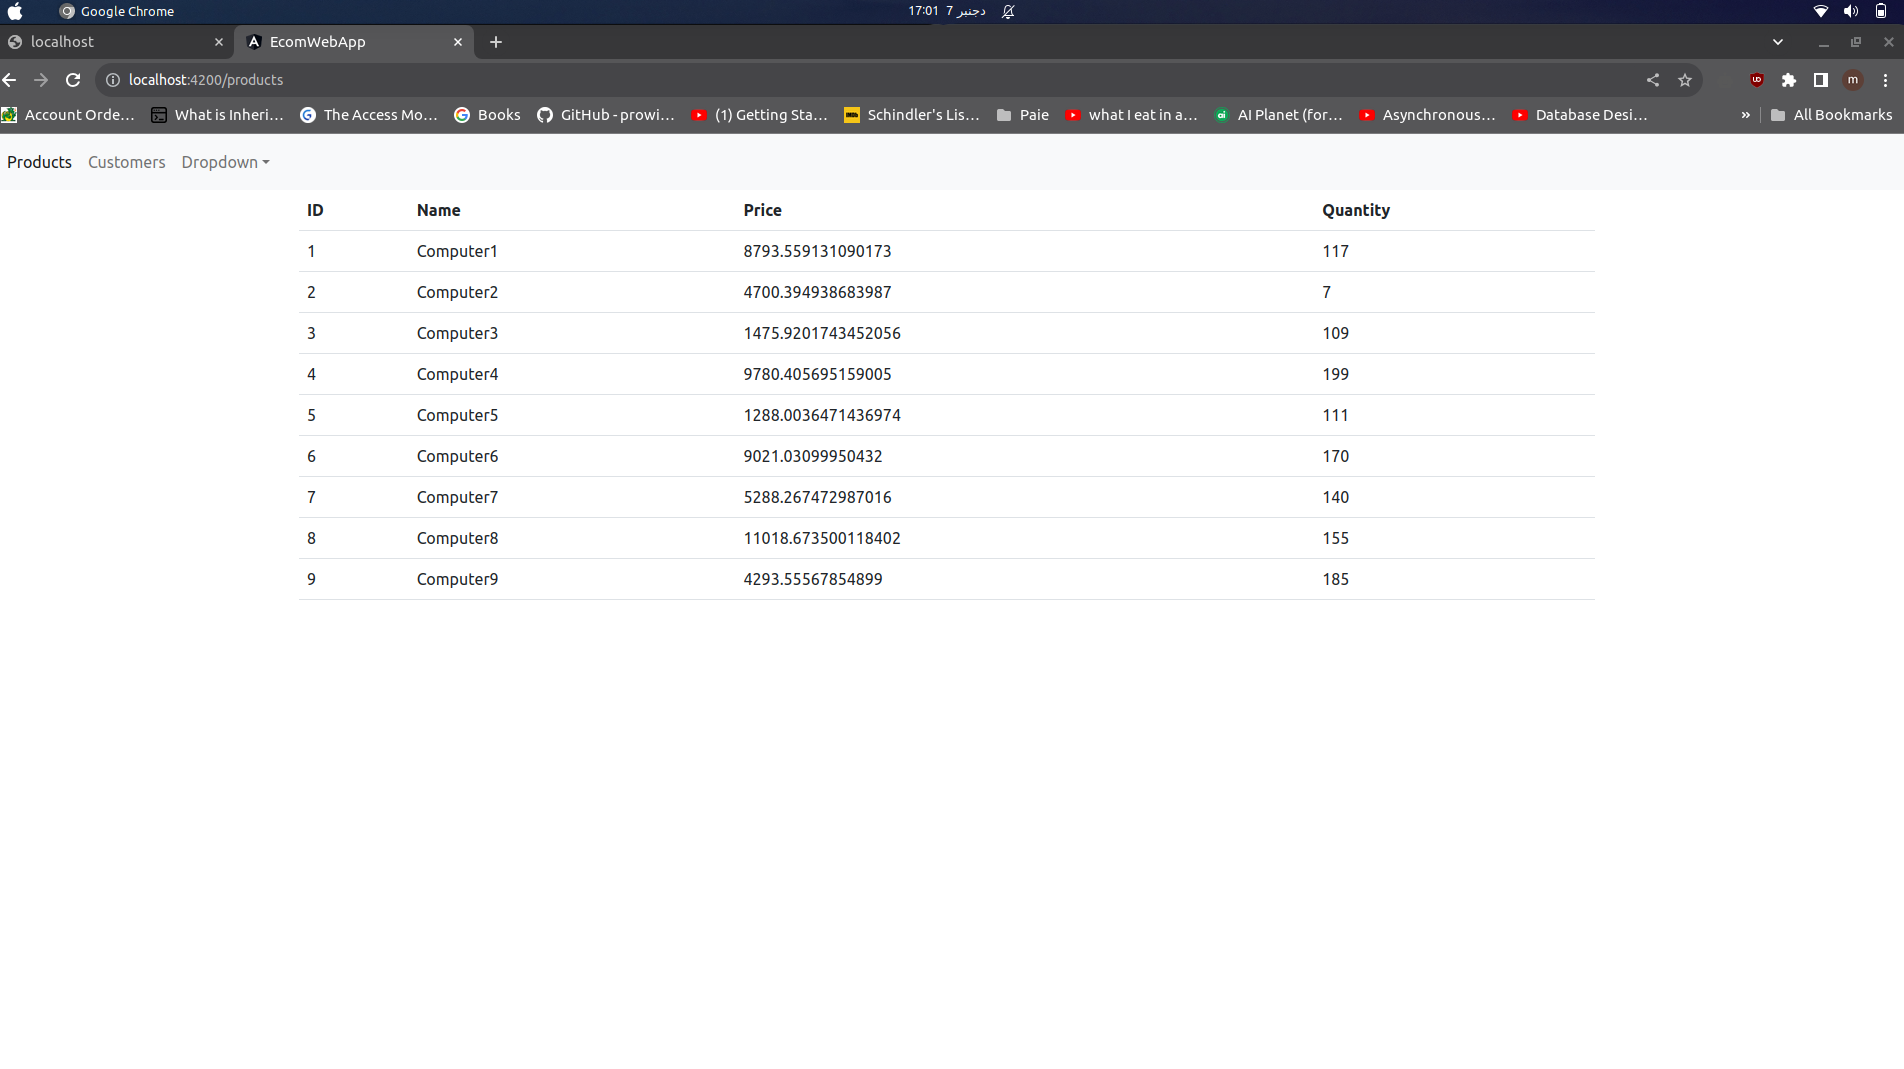 Google Chrome 17:01 7 دجنبر
localhost EcomWebApp
localhost:4200/products m
Account Orde... What is Inheri... The Access Mo... Books GitHub - prowi... (1) Getting Sta... Schindler's Lis... Paie what I eat in a... AI Planet (for... Asynchronous... Database Desi... » All Bookmarks
Products Customers Dropdown
ID Name Price Quantity
1 Computer1 8793.559131090173 117
2 Computer2 4700.394938683987 7
3 Computer3 1475.9201743452056 109
4 Computer4 9780.405695159005 199
5 Computer5 1288.0036471436974 111
6 Computer6 9021.03099950432 170
7 Computer7 5288.267472987016 140
8 Computer8 11018.673500118402 155
9 Computer9 4293.55567854899 185